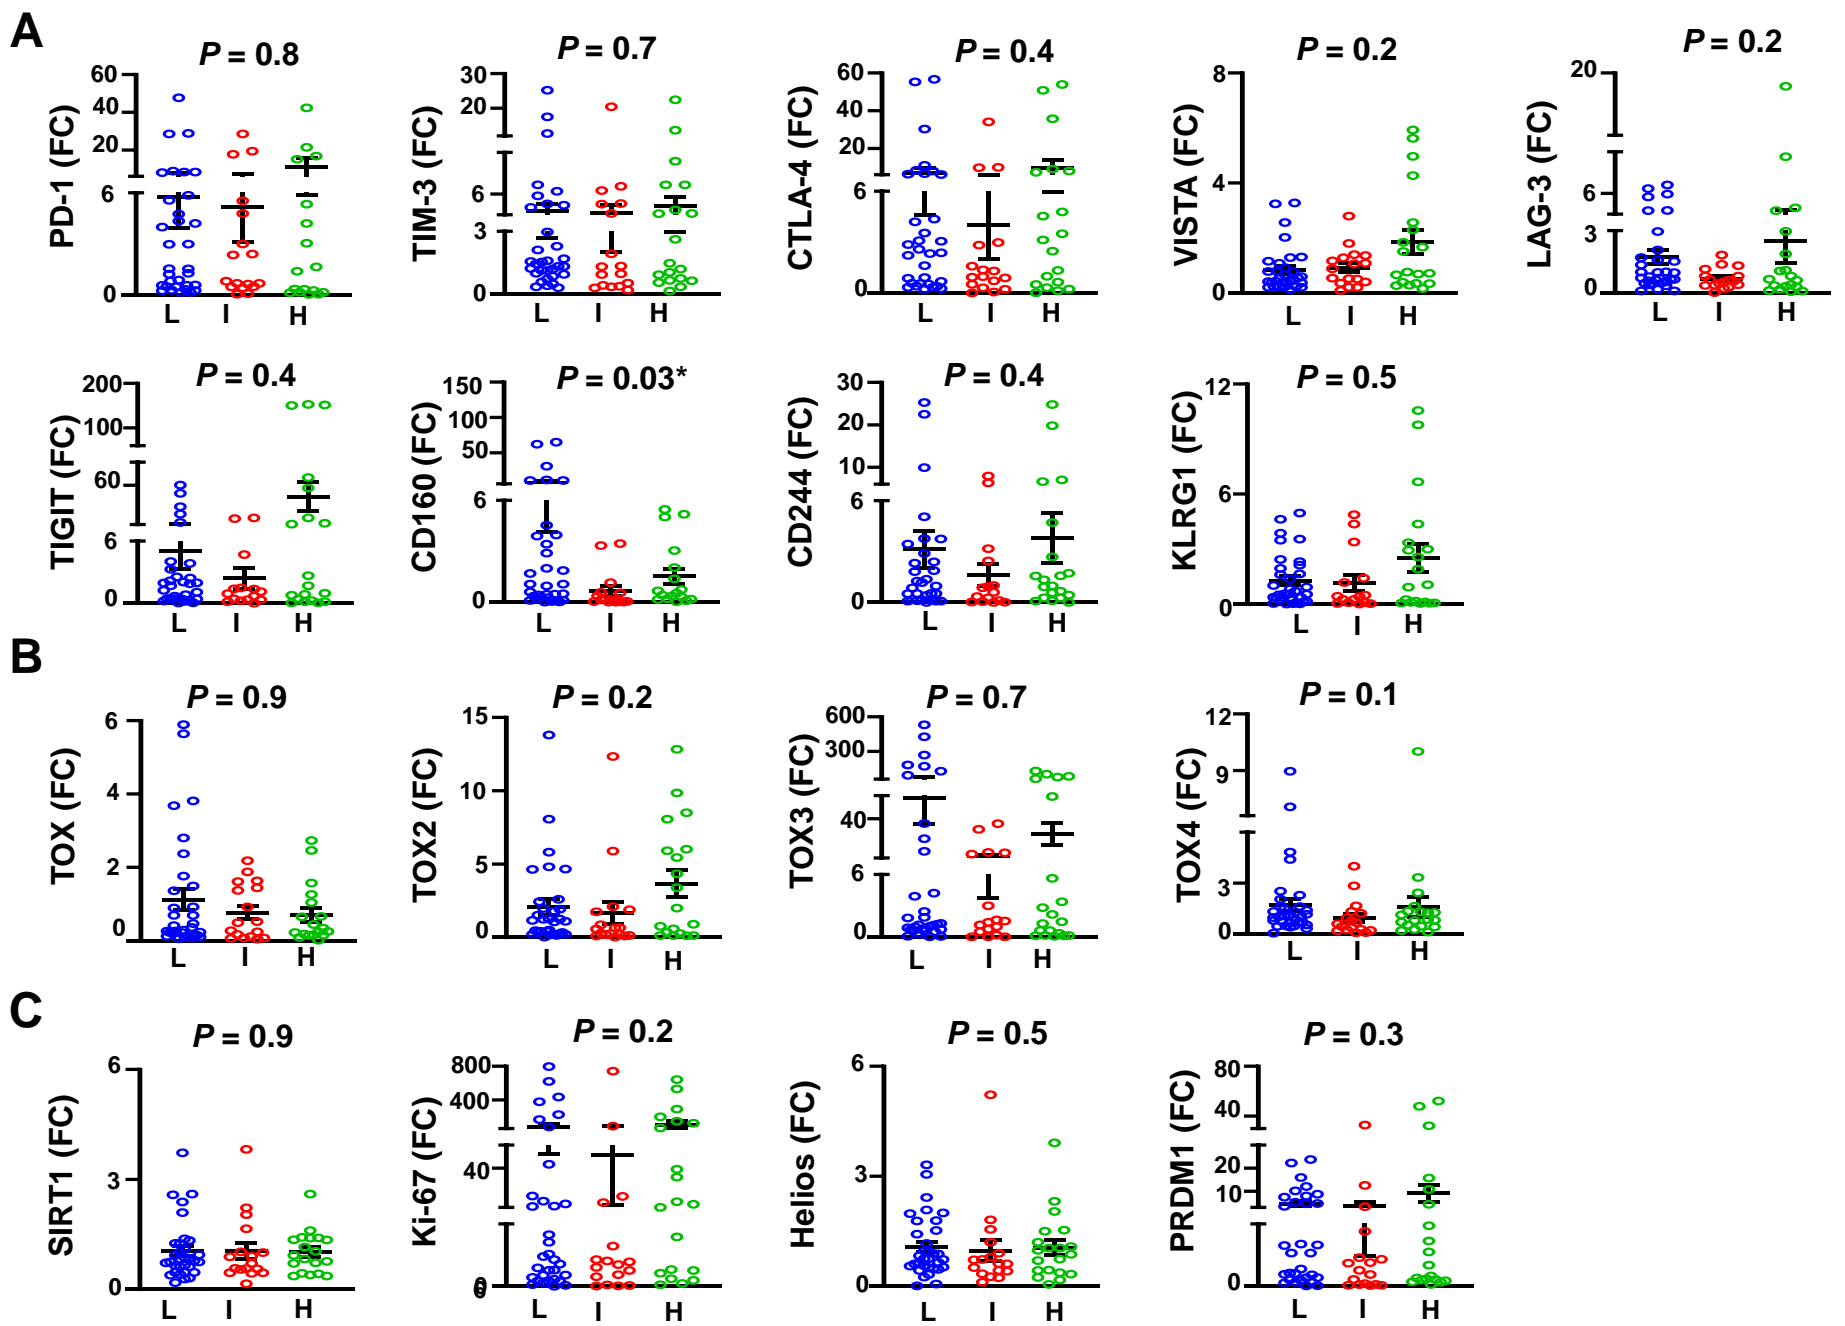 A
P = 0.8
P = 0.7
P = 0.4
P = 0.2
P = 0.2
PD-1 (FC)
60
40
20
6
0
L I H
TIM-3 (FC)
30
20
6
3
0
L I H
CTLA-4 (FC)
60
40
20
6
0
L I H
VISTA (FC)
8
4
0
L I H
LAG-3 (FC)
20
6
3
0
L I H
P = 0.4
P = 0.03*
P = 0.4
P = 0.5
TIGIT (FC)
200
100
60
6
0
L I H
CD160 (FC)
150
100
50
6
0
L I H
CD244 (FC)
30
20
10
6
0
L I H
KLRG1 (FC)
12
6
0
L I H
B
P = 0.9
P = 0.2
P = 0.7
P = 0.1
TOX (FC)
6
4
2
0
L I H
TOX2 (FC)
15
10
5
0
L I H
TOX3 (FC)
600
300
40
6
0
L I H
TOX4 (FC)
12
9
3
0
L I H
C
P = 0.9
P = 0.2
P = 0.5
P = 0.3
SIRT1 (FC)
6
3
0
L I H
Ki-67 (FC)
800
400
40
6
0
L I H
Helios (FC)
6
3
0
L I H
PRDM1 (FC)
80
40
20
10
0
L I H